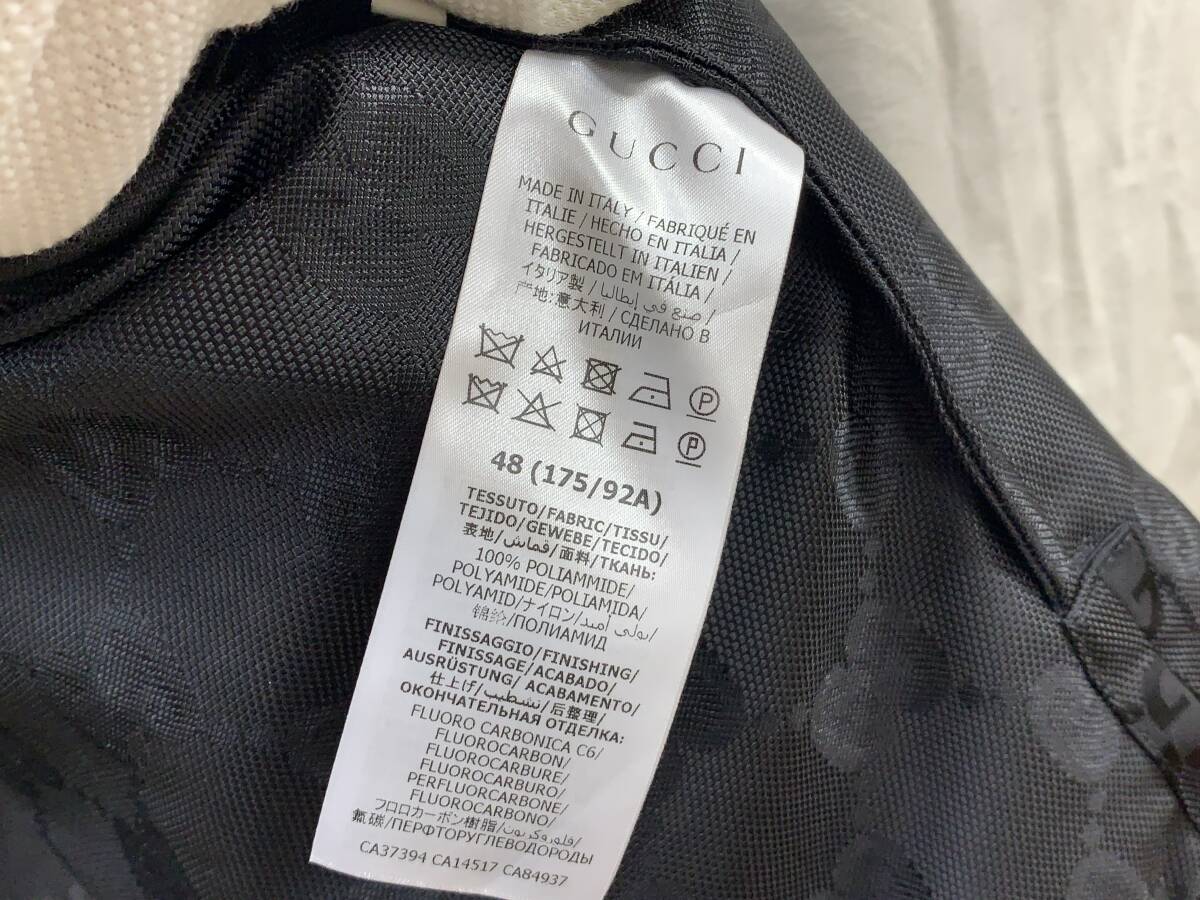 GUCCI
MADE IN ITALY / FABRIQUÉ EN
ITALIE / HECHO EN ITALIA /
HERGESTELLT IN ITALIEN /
FABRICADO EM ITÁLIA /
イタリア製 / صنع في إيطاليا /
产地:意大利 / СДЕЛАНО В
ИТАЛИИ
P
P
48 (175/92A)
TESSUTO/FABRIC/TISSU/
TEJIDO/GEWEBE/TECIDO/
表地/قماش/面料/ТКАНЬ:
100% POLIAMMIDE/
POLYAMIDE/POLIAMIDA/
POLYAMID/ナイロン/بولي أميد/
锦纶/ПОЛИАМИД
FINISSAGGIO/FINISHING/
FINISSAGE/ACABADO/
AUSRÜSTUNG/ ACABAMENTO/
仕上げ/تشطيب/后整理/
ОКОНЧАТЕЛЬНАЯ ОТДЕЛКА:
FLUORO CARBONICA C6/
FLUOROCARBON/
FLUOROCARBURE/
FLUOROCARBURO/
PERFLUORCARBONE/
FLUOROCARBONO/
フロロカーボン樹脂/فلوروكربون/
氟碳/ПЕРФТОРУГЛЕВОДОРОДЫ
CA37394 CA14517 CA84937